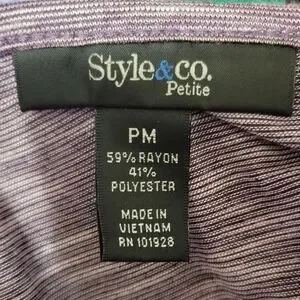 Style&co.
Petite
PM
59% RAYON
41%
POLYESTER
MADE IN
VIETNAM
RN 101928